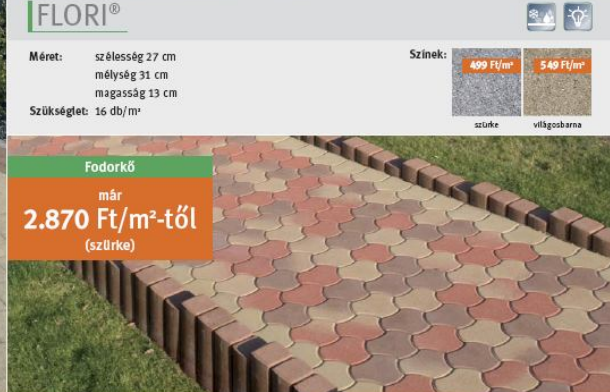 FLORI®
Méret: szélesség 27 cm
mélység 31 cm
magasság 13 cm
Szükséglet: 16 db/m²
Színek:
499 Ft/m² 549 Ft/m²
szürke világosbarna
Fodorkő
már
2.870 Ft/m²-től
(szürke)